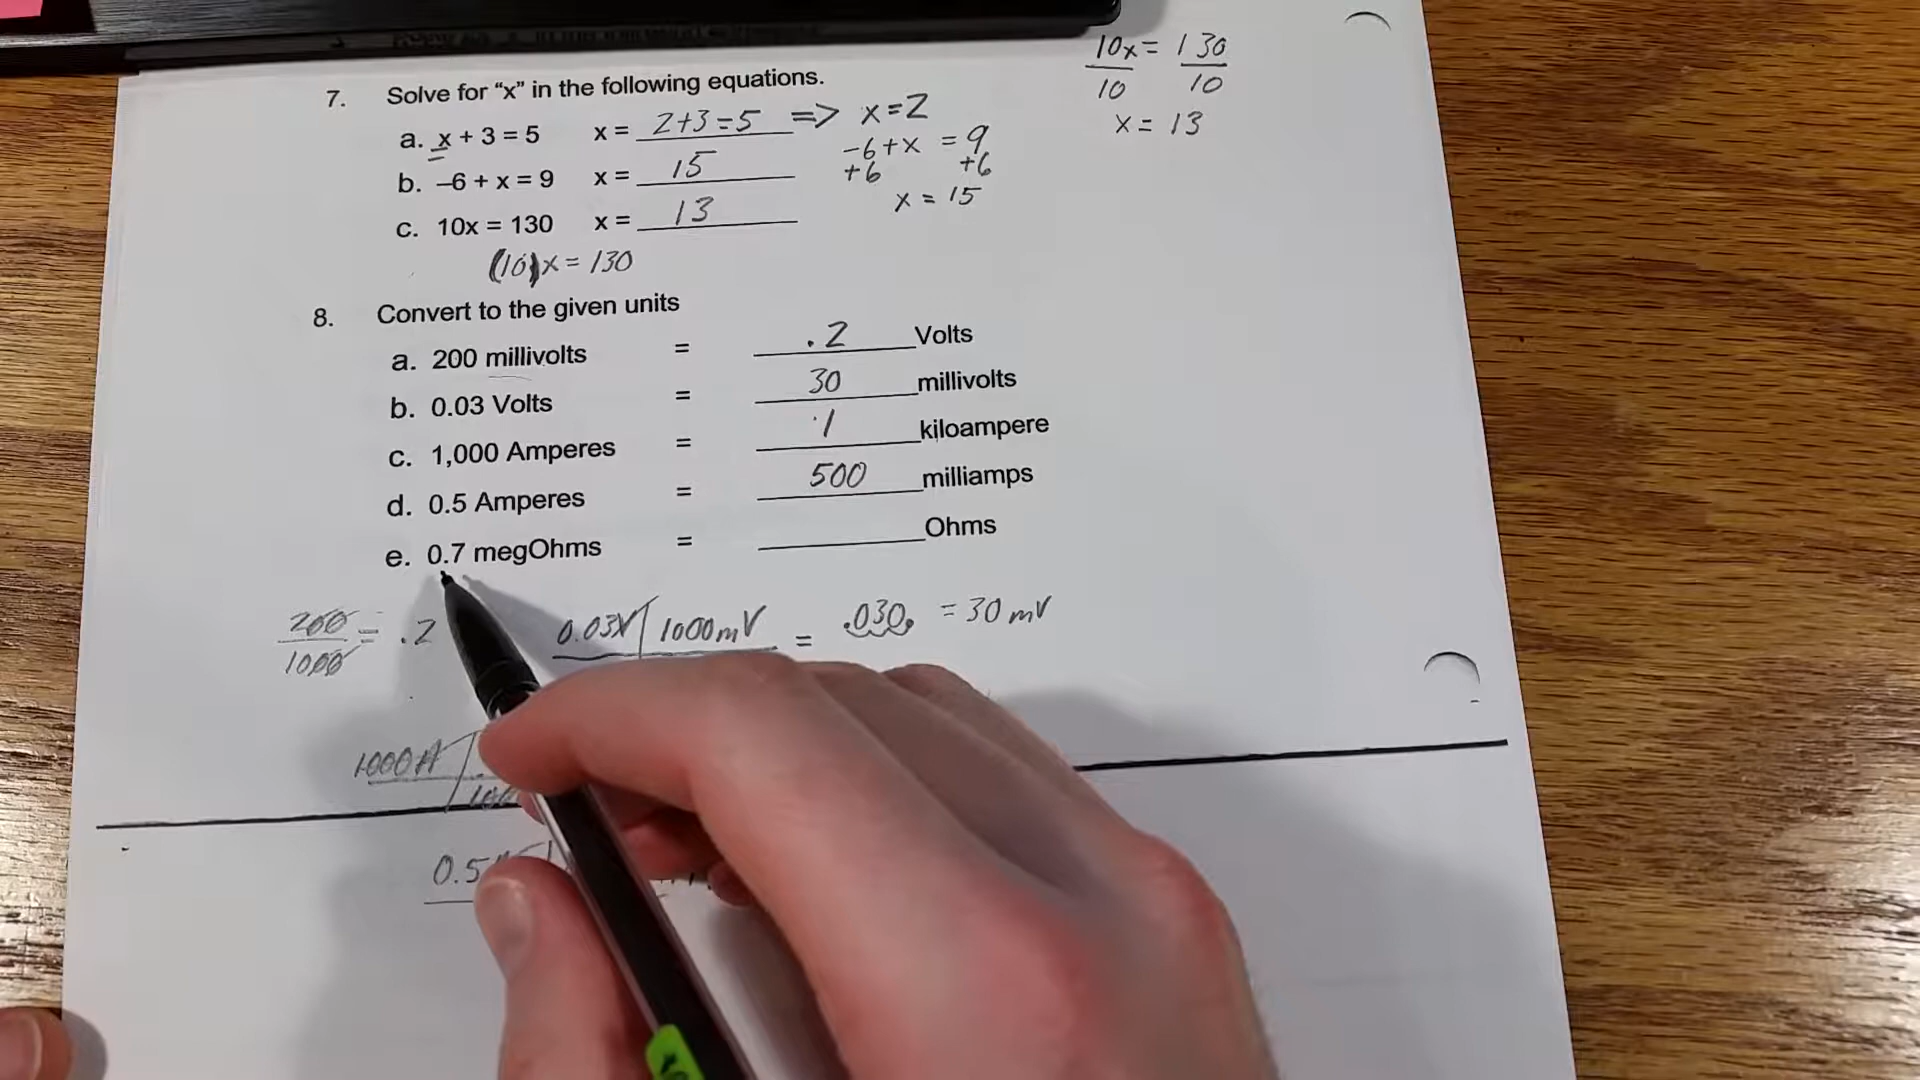 7. Solve for “x” in the following equations.
a. x + 3 = 5 x = 2+3=5 => x=2
b. –6 + x = 9 x = 15
c. 10x = 130 x = 13
(10)x = 130
-6+x = 9
+6 +6
x = 15
10x = 130
10 10
x = 13
8. Convert to the given units
a. 200 millivolts = .2 Volts
b. 0.03 Volts = 30 millivolts
c. 1,000 Amperes = 1 kiloampere
d. 0.5 Amperes = 500 milliamps
e. 0.7 megOhms = Ohms
200 = .2
1000
0.03V 1000mV = .030. = 30 mV
1000A
0.5